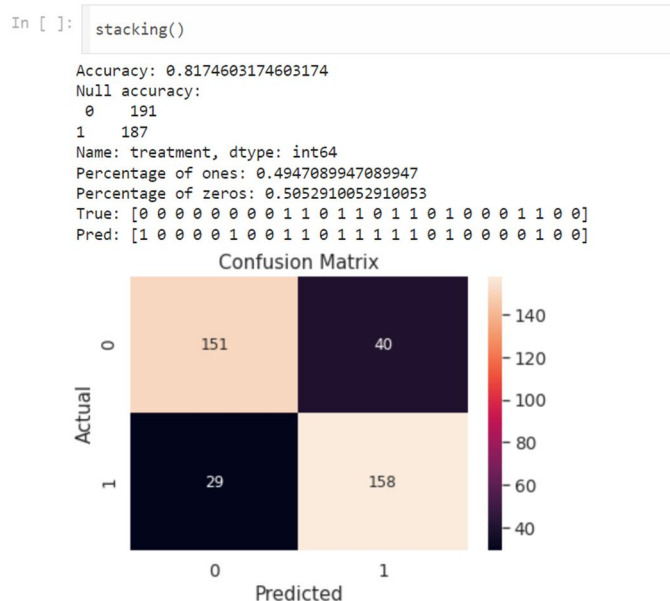 In [ ]: stacking()
Accuracy: 0.8174603174603174
Null accuracy:
0 191
1 187
Name: treatment, dtype: int64
Percentage of ones: 0.4947089947089947
Percentage of zeros: 0.5052910052910053
True: [0 0 0 0 0 0 0 0 1 1 0 1 1 0 1 1 0 1 0 0 0 1 1 0 0]
Pred: [1 0 0 0 0 1 0 0 1 1 0 1 1 1 1 1 0 1 0 0 0 0 1 0 0]
Confusion Matrix
151 40
29 158
0
1
Actual
0 1
Predicted
140
120
100
80
60
40